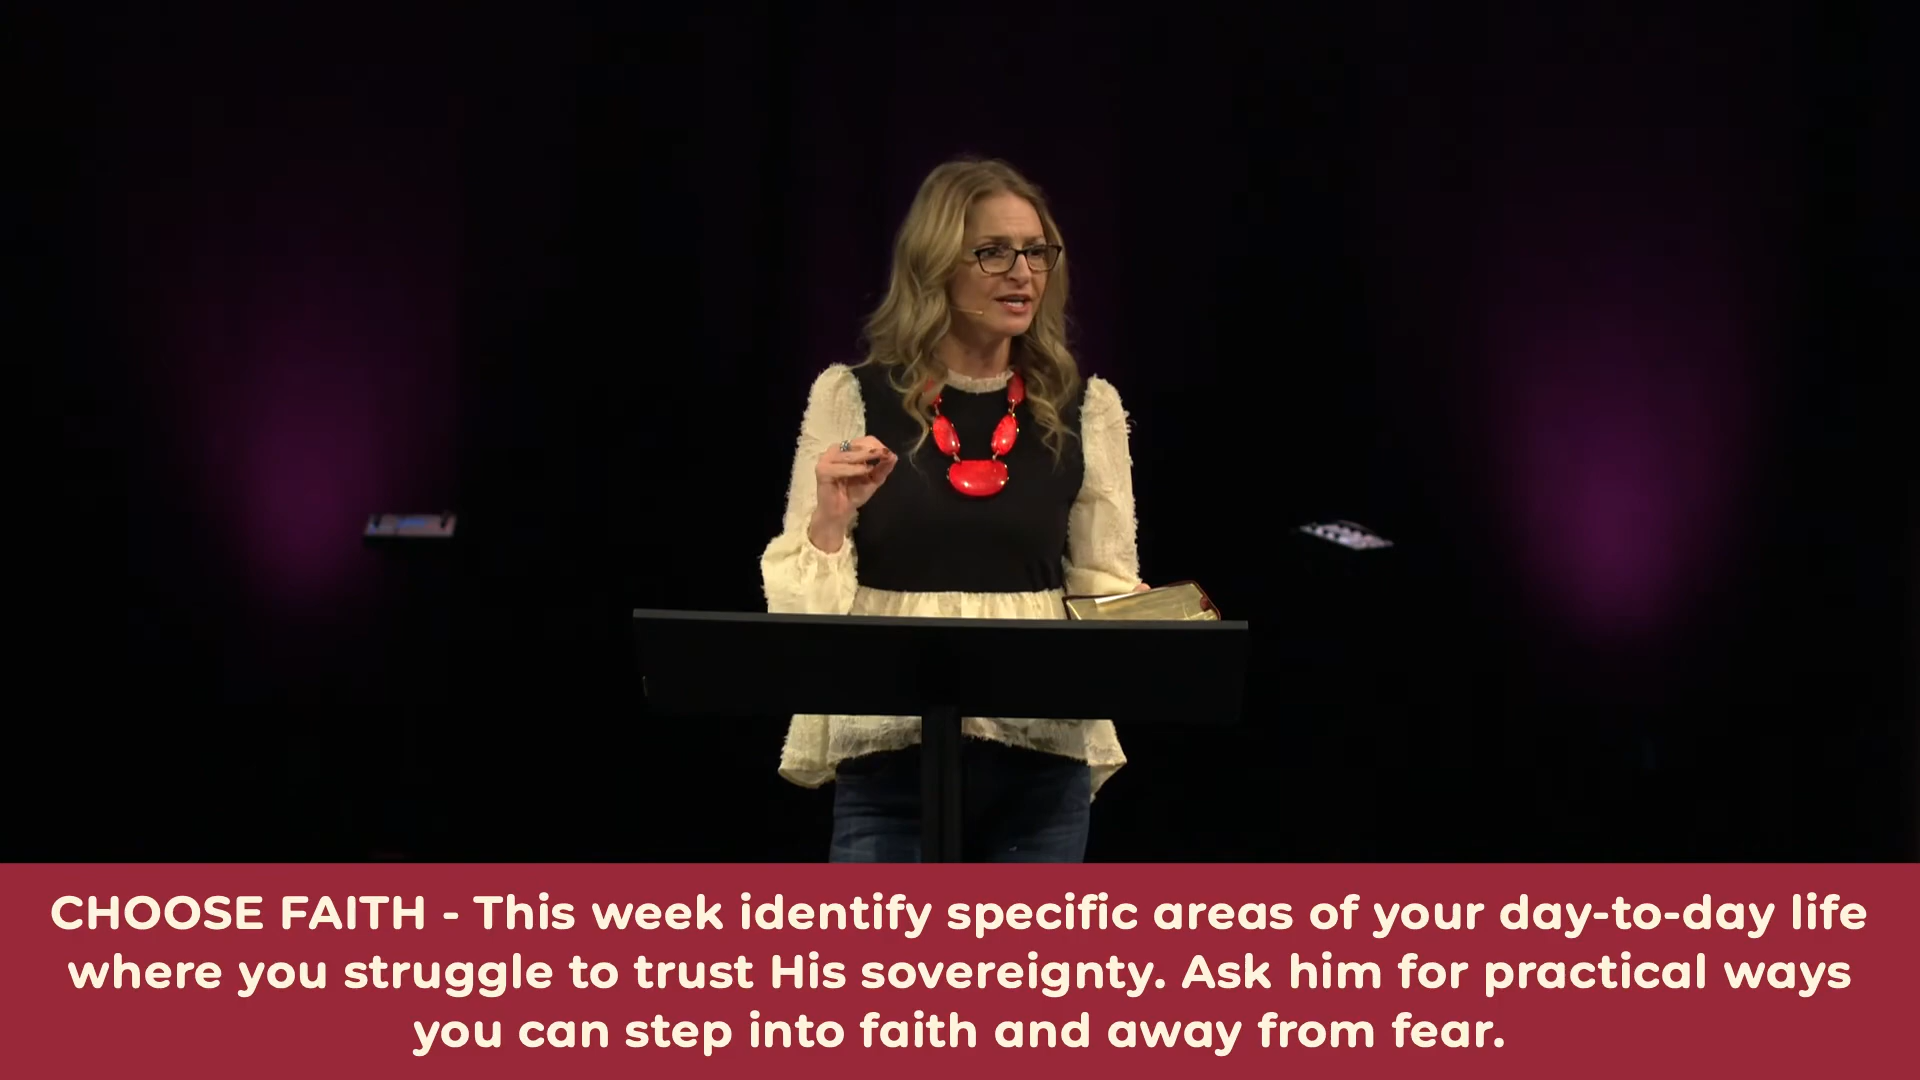 CHOOSE FAITH - This week identify specific areas of your day-to-day life
where you struggle to trust His sovereignty. Ask him for practical ways
you can step into faith and away from fear.